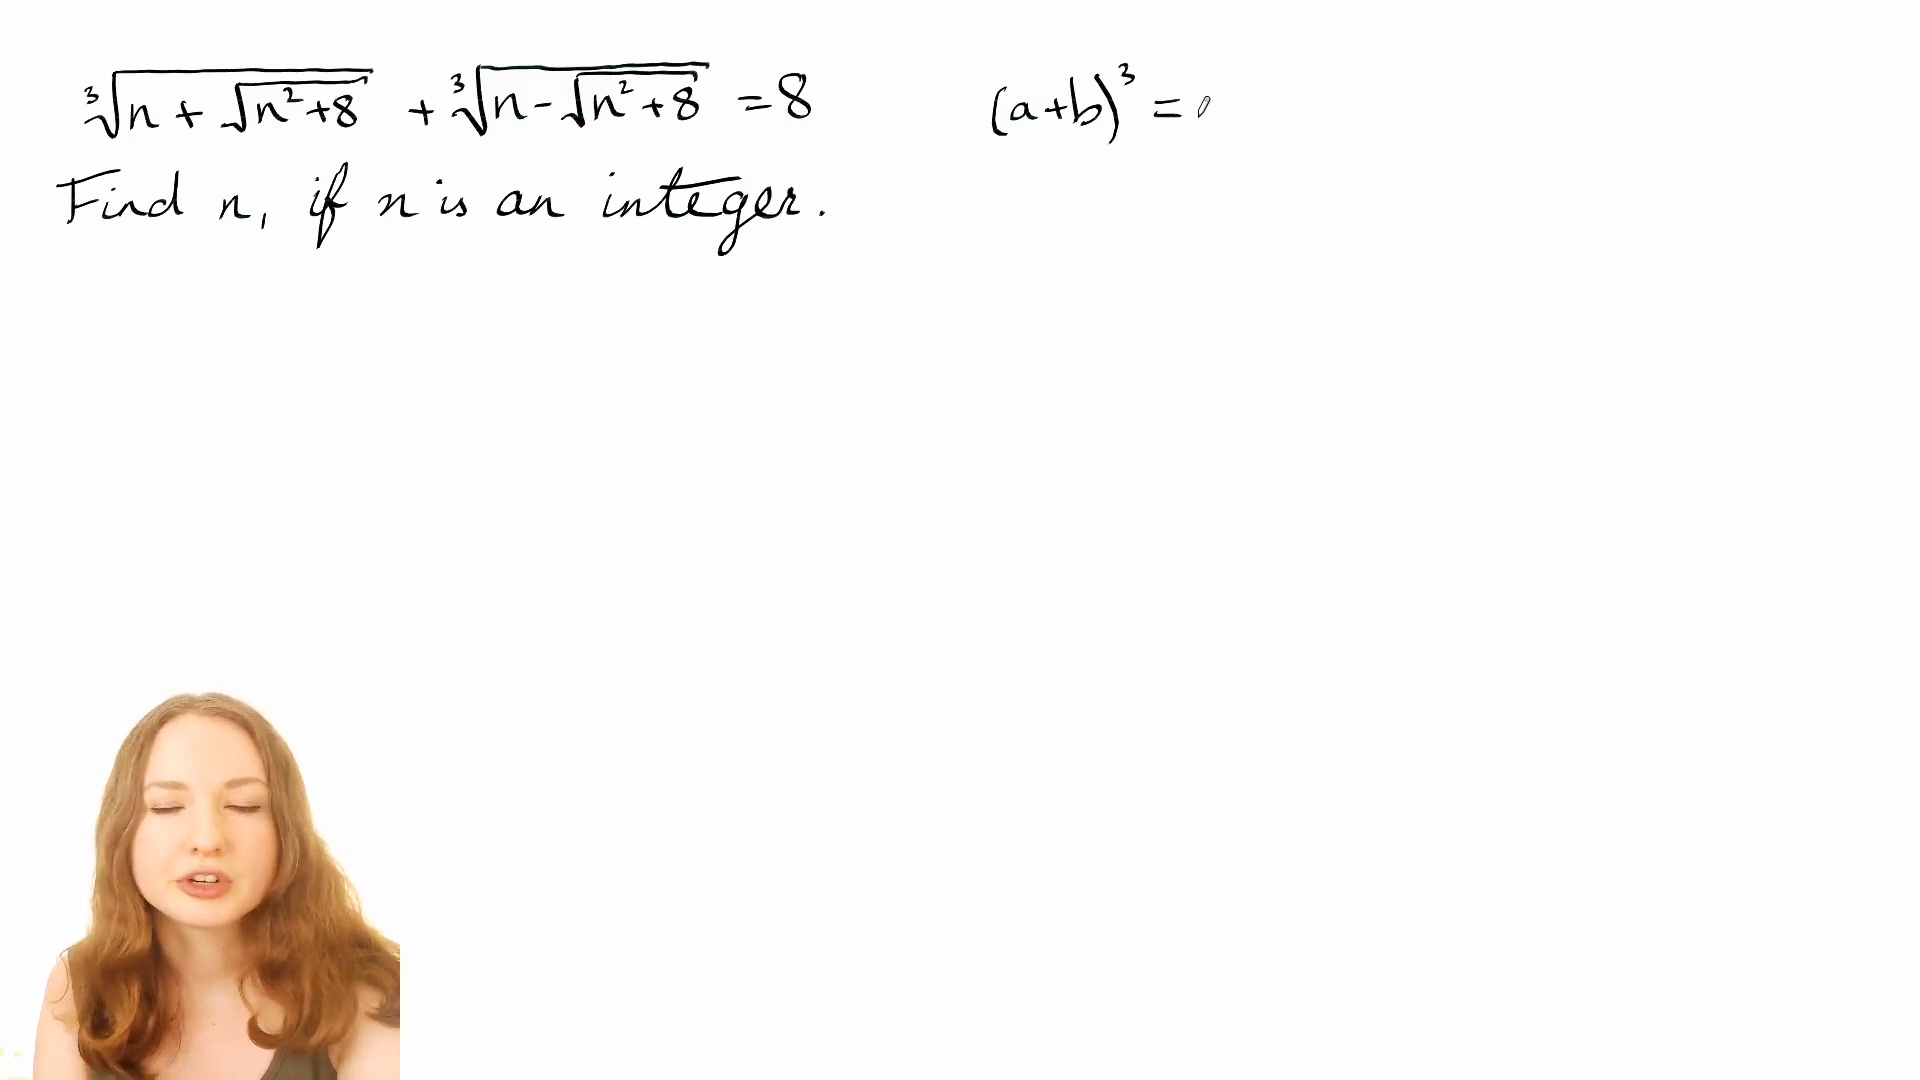 ∛(n + √(n²+8)) + ∛(n - √(n²+8)) = 8
(a+b)³ =
Find n, if n is an integer.